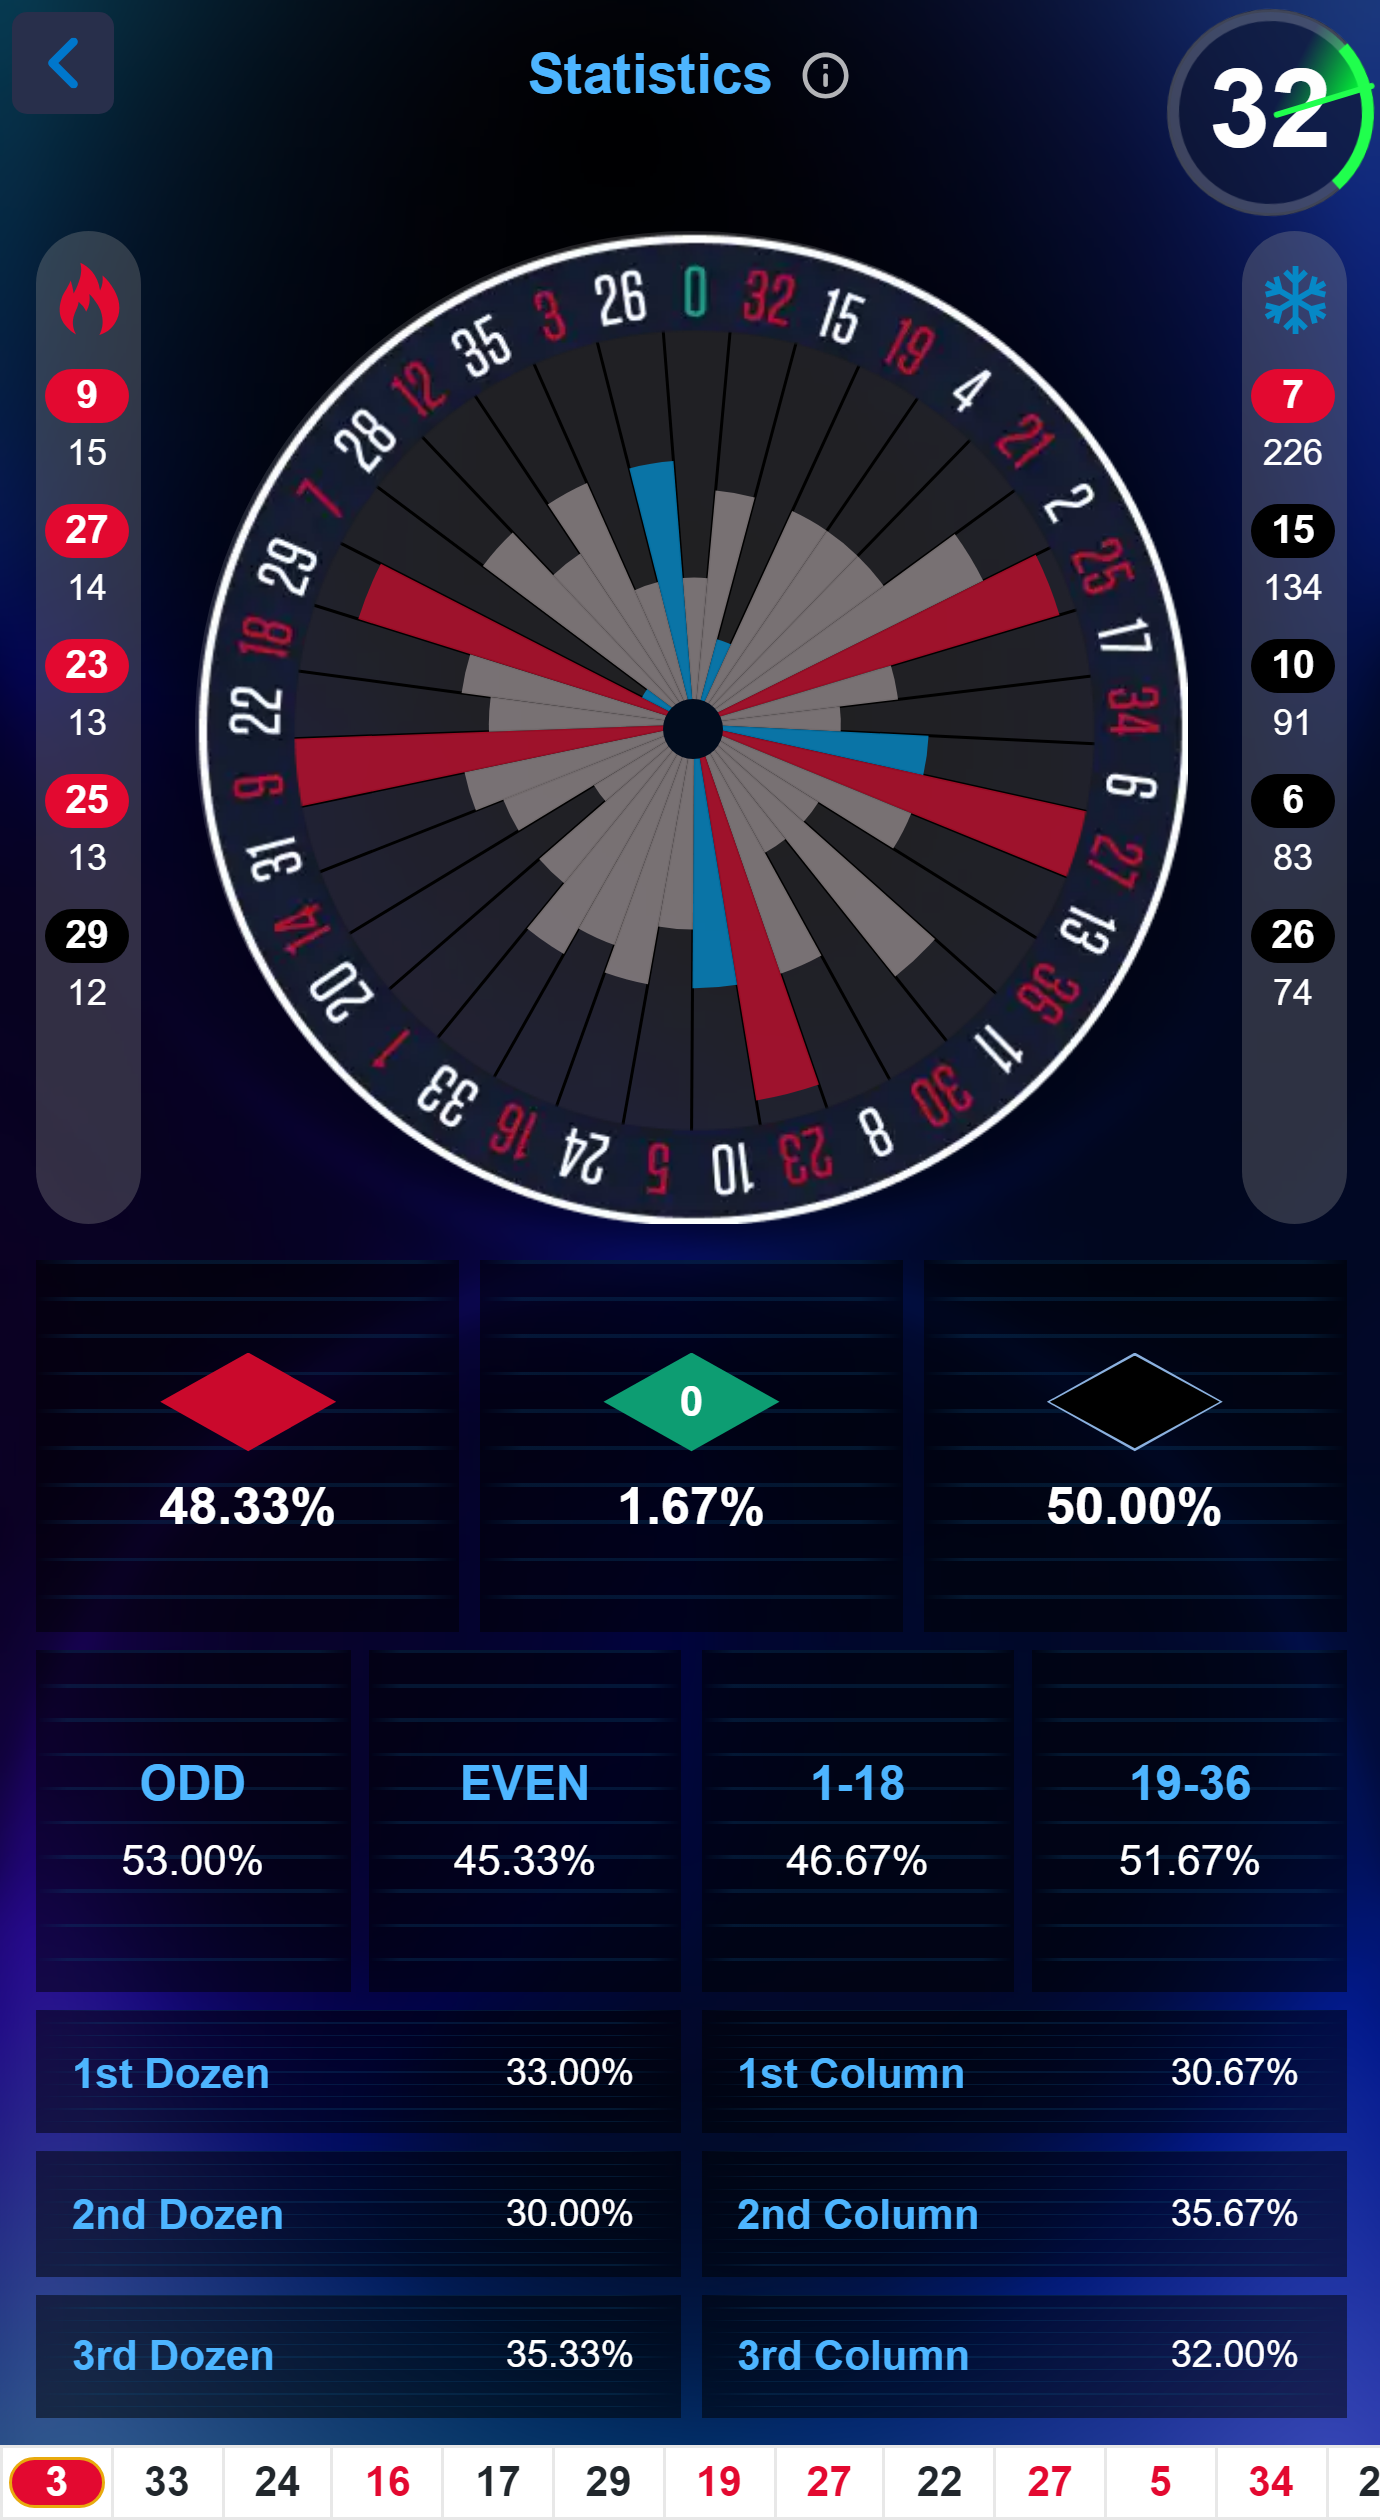 Statistics
32
0 32 15 19 4 21 2 25 17 34 6 27 13 36 11 30 8 23 10 5 24 16 33 1 20 14 31 9 22 18 29 7 28 12 35 3 26
9
15
27
14
23
13
25
13
29
12
7
226
15
134
10
91
6
83
26
74
0
48.33% 1.67% 50.00%
ODD EVEN 1-18 19-36
53.00% 45.33% 46.67% 51.67%
1st Dozen 33.00% 1st Column 30.67%
2nd Dozen 30.00% 2nd Column 35.67%
3rd Dozen 35.33% 3rd Column 32.00%
3 33 24 16 17 29 19 27 22 27 5 34